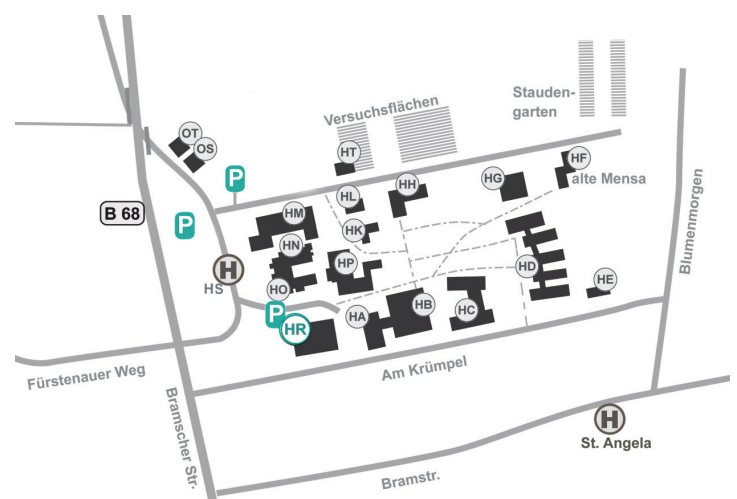 Stauden-
garten
Versuchsflächen
OT
OS
HT
HF
alte Mensa
HG
HH
HL
P
HM
B 68
P
HK
HN
HP
H
HS
HO
HD
HE
Blumenmorgen
P
HR
HA
HB
HC
Fürstenauer Weg
Am Krümpel
Bramscher Str.
H
St. Angela
Bramstr.